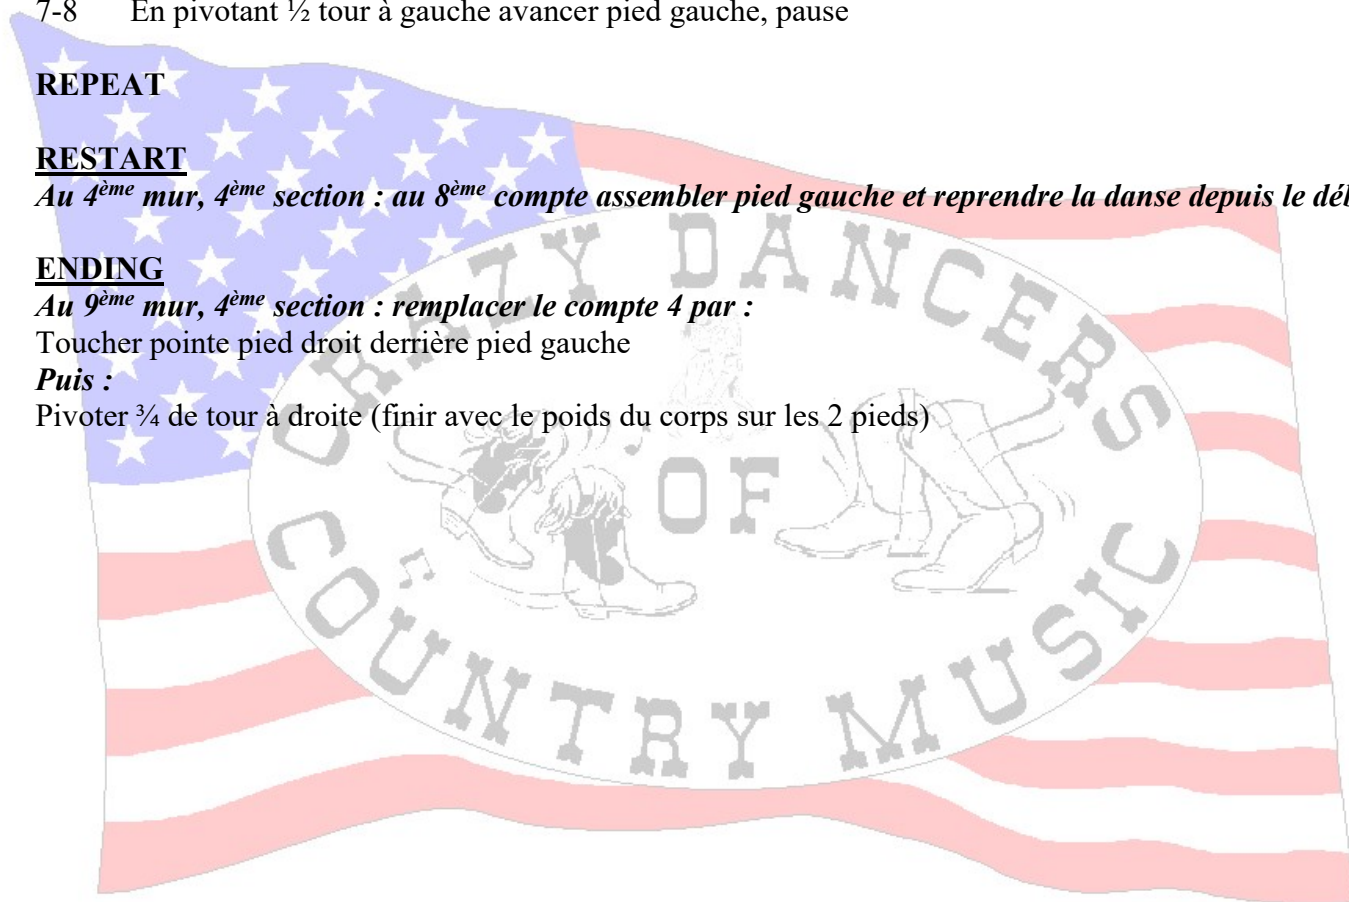 7-8 En pivotant ½ tour à gauche avancer pied gauche, pause
REPEAT
RESTART
Au 4ème mur, 4ème section : au 8ème compte assembler pied gauche et reprendre la danse depuis le
ENDING
Au 9ème mur, 4ème section : remplacer le compte 4 par :
Toucher pointe pied droit derrière pied gauche
Puis :
Pivoter ¾ de tour à droite (finir avec le poids du corps sur les 2 pieds)
CRAZY DANCERS
OF
COUNTRY MUSIC